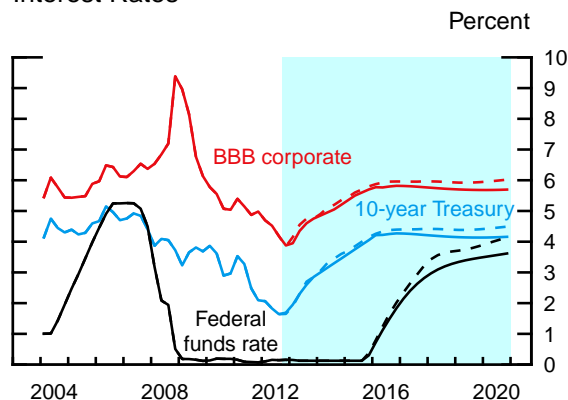 Interest Rates
Percent
10
9
8
7
6
5
4
3
2
1
0
BBB corporate
10-year Treasury
Federal
funds rate
2004 2008 2012 2016 2020